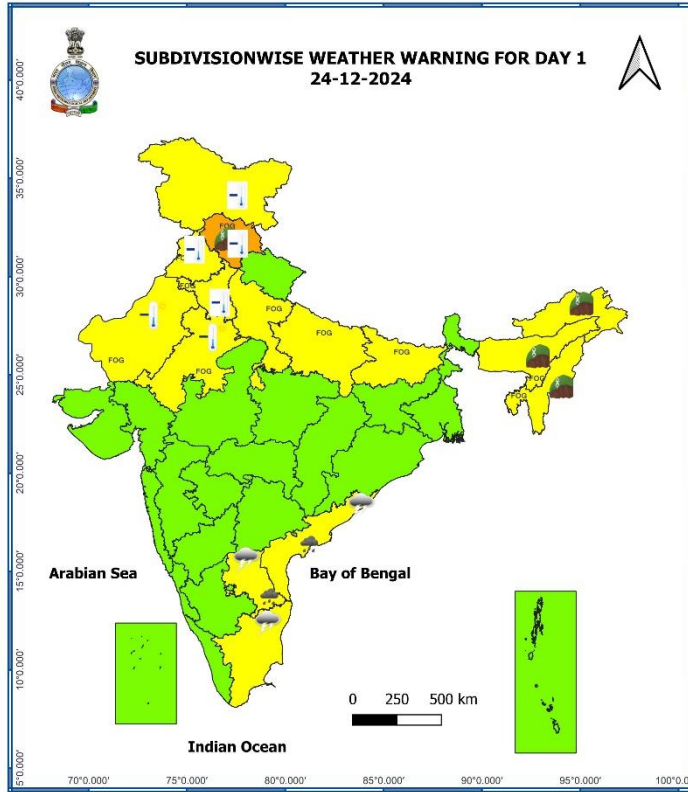 SUBDIVISIONWISE WEATHER WARNING FOR DAY 1
24-12-2024
40°0.000'
35°0.000'
30°0.000'
25°0.000'
20°0.000'
15°0.000'
10°0.000'
5°0.000'
FOG
FOG
FOG
FOG
FOG
FOG
FOG
FOG
Arabian Sea
Bay of Bengal
Indian Ocean
0 250 500 km
70°0.000' 75°0.000' 80°0.000' 85°0.000' 90°0.000' 95°0.000' 100°0.0